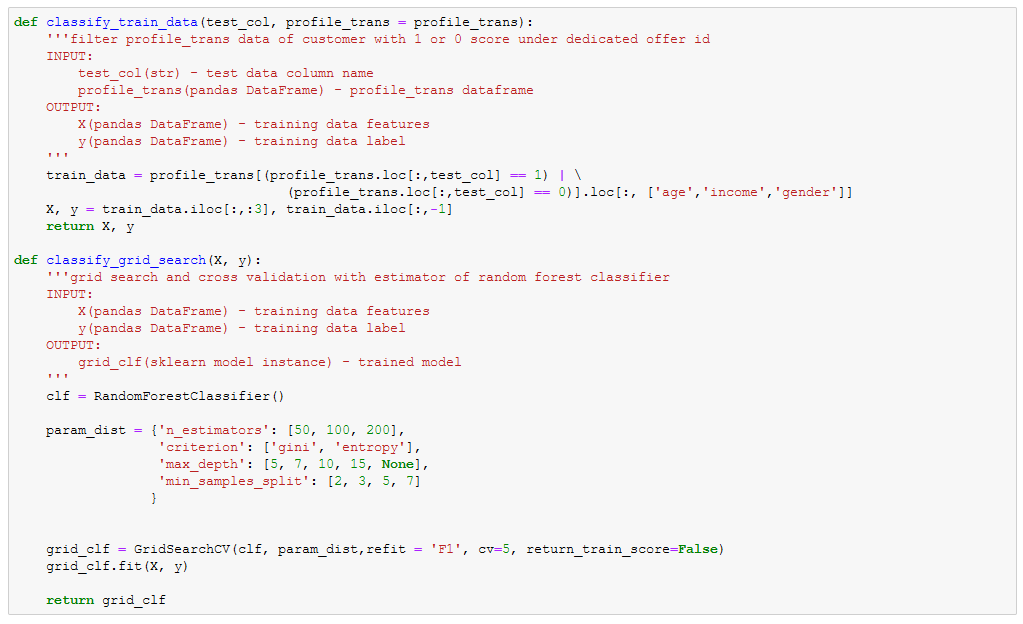 def classify_train_data(test_col, profile_trans = profile_trans):
    '''filter profile_trans data of customer with 1 or 0 score under dedicated offer id
    INPUT:
        test_col(str) - test data column name
        profile_trans(pandas DataFrame) - profile_trans dataframe
    OUTPUT:
        X(pandas DataFrame) - training data features
        y(pandas DataFrame) - training data label
    '''
    train_data = profile_trans[(profile_trans.loc[:,test_col] == 1) | \
                                  (profile_trans.loc[:,test_col] == 0)].loc[:, ['age','income','gender']]
    X, y = train_data.iloc[:,:3], train_data.iloc[:,-1]
    return X, y

def classify_grid_search(X, y):
    '''grid search and cross validation with estimator of random forest classifier
    INPUT:
        X(pandas DataFrame) - training data features
        y(pandas DataFrame) - training data label
    OUTPUT:
        grid_clf(sklearn model instance) - trained model
    '''
    clf = RandomForestClassifier()

    param_dist = {'n_estimators': [50, 100, 200],
                  'criterion': ['gini', 'entropy'],
                  'max_depth': [5, 7, 10, 15, None],
                  'min_samples_split': [2, 3, 5, 7]
                 }


    grid_clf = GridSearchCV(clf, param_dist,refit = 'F1', cv=5, return_train_score=False)
    grid_clf.fit(X, y)

    return grid_clf